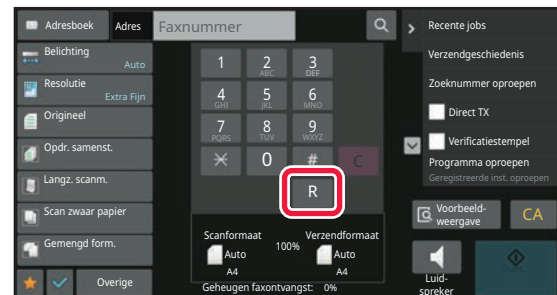 Adresboek
Adres
Faxnummer
Belichting
Auto
Resolutie
Extra Fijn
Origineel
Opdr. samenst.
Langz. scanm.
Scan zwaar papier
Gemengd form.
Overige
1
2
ABC
3
DEF
4
GHI
5
JKL
6
MNO
7
PQRS
8
TUV
9
WXYZ
0
#
C
R
Scanformaat
Auto
A4
100%
Verzendformaat
Auto
A4
Geheugen faxontvangst: 0%
Recente jobs
Verzendgeschiedenis
Zoeknummer oproepen
Direct TX
Verificatiestempel
Programma oproepen
Geregistreerde inst. oproepen
Voorbeeld-
weergave
CA
Luid-
spreker